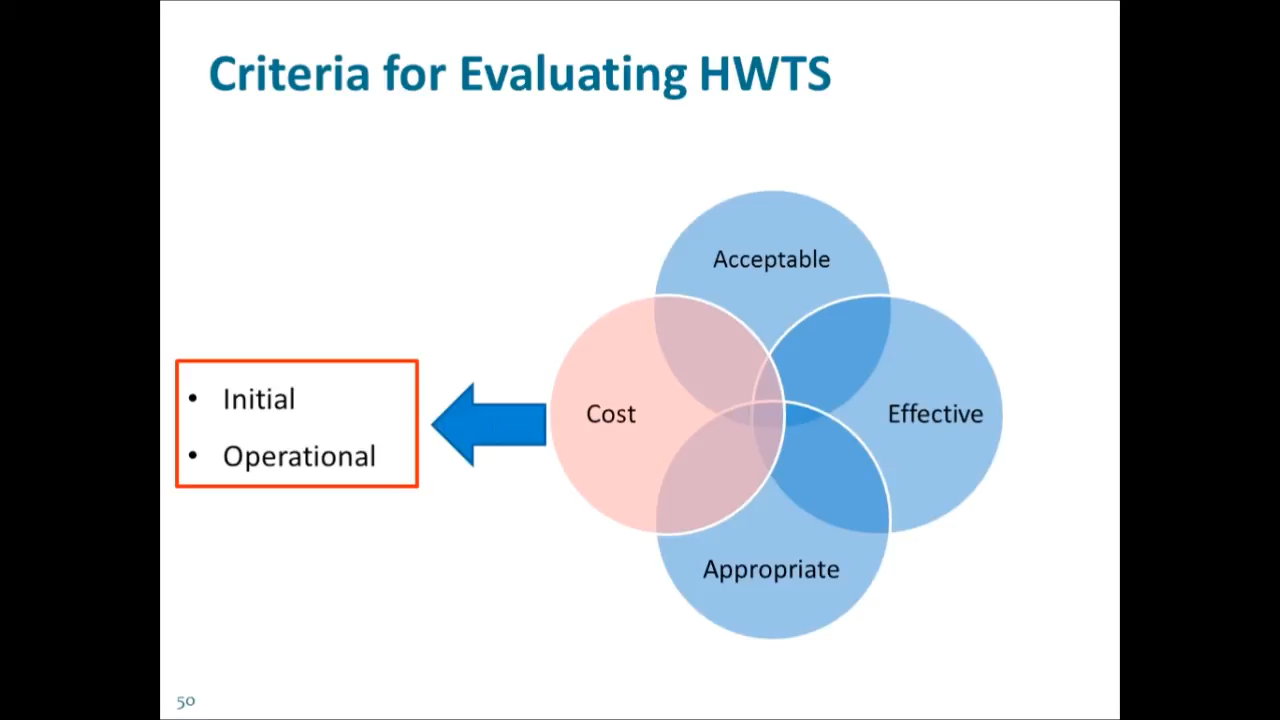 Criteria for Evaluating HWTS
Acceptable
• Initial
• Operational
Cost
Effective
Appropriate
50